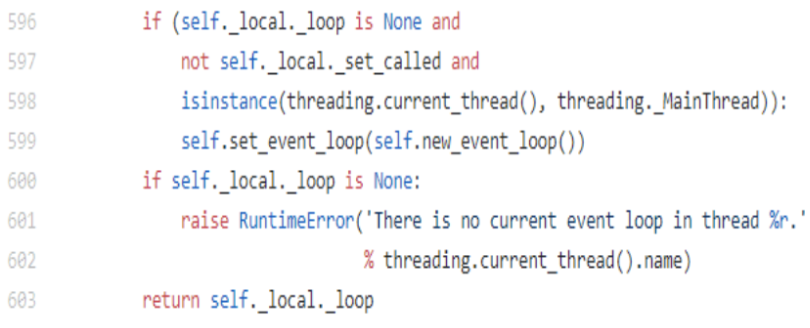 596 if (self._local._loop is None and
597 not self._local._set_called and
598 isinstance(threading.current_thread(), threading._MainThread)):
599 self.set_event_loop(self.new_event_loop())
600 if self._local._loop is None:
601 raise RuntimeError('There is no current event loop in thread %r.'
602 % threading.current_thread().name)
603 return self._local._loop